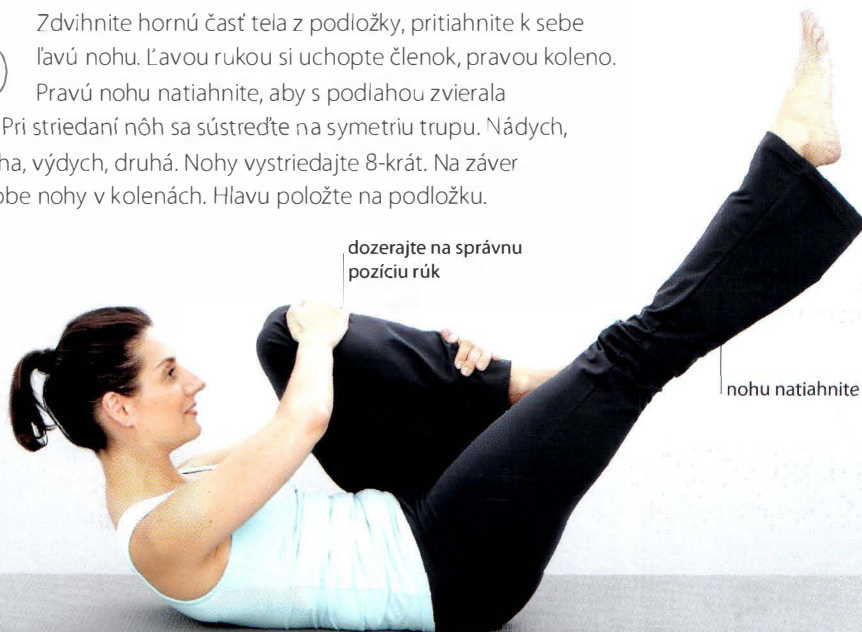 Zdvihnite hornú časť tela z podložky, pritiahnite k sebe
ľavú nohu. Ľavou rukou si uchopte členok, pravou koleno.
Pravú nohu natiahnite, aby s podlahou zvierala
Pri striedaní nôh sa sústreďte na symetriu trupu. Nádych,
výdych, druhá. Nohy vystriedajte 8-krát. Na záver
nohy v kolenách. Hlavu položte na podložku.
dozerajte na správnu
pozíciu rúk
nohu natiahnite